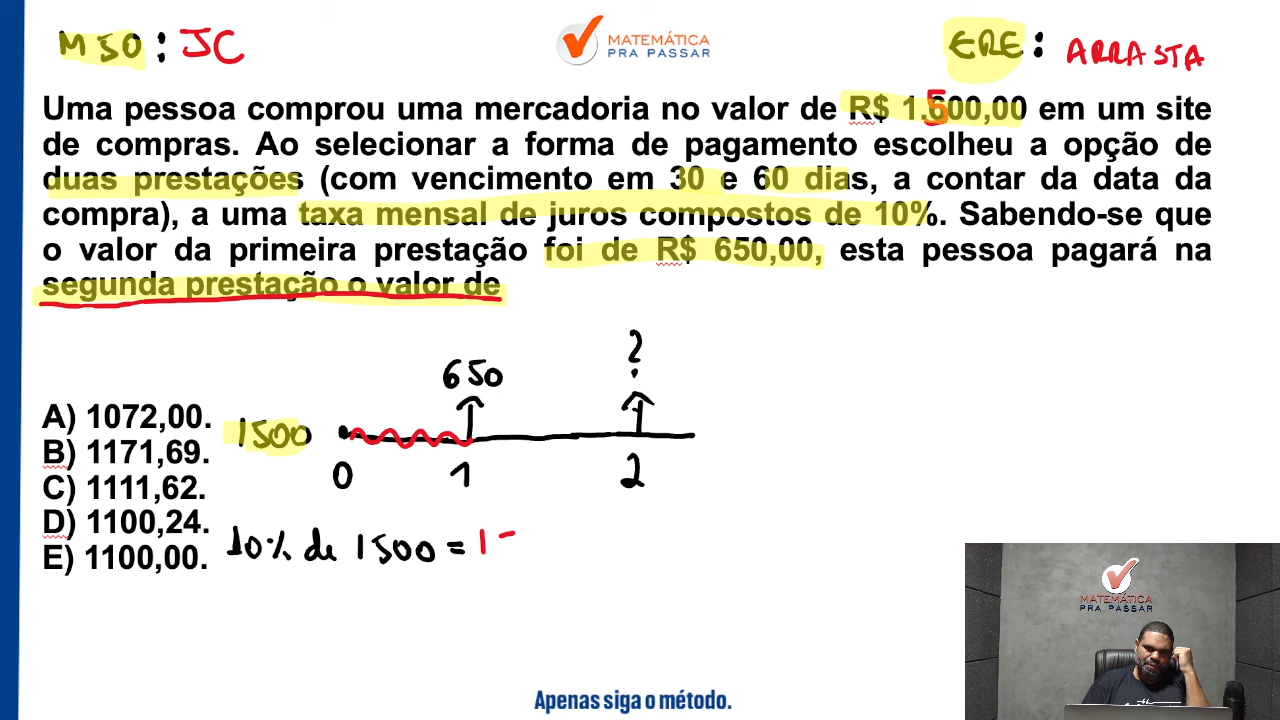 M50 : JC
MATEMÁTICA
PRA PASSAR
ERE : ARRASTA
Uma pessoa comprou uma mercadoria no valor de R$ 1.500,00 em um site
de compras. Ao selecionar a forma de pagamento escolheu a opção de
duas prestações (com vencimento em 30 e 60 dias, a contar da data da
compra), a uma taxa mensal de juros compostos de 10%. Sabendo-se que
o valor da primeira prestação foi de R$ 650,00, esta pessoa pagará na
segunda prestação o valor de
650
?
A) 1072,00.
1500
B) 1171,69.
0 1 2
C) 1111,62.
D) 1100,24.
10% de 1500 = 1
E) 1100,00.
MATEMÁTICA
PRA PASSAR
Apenas siga o método.